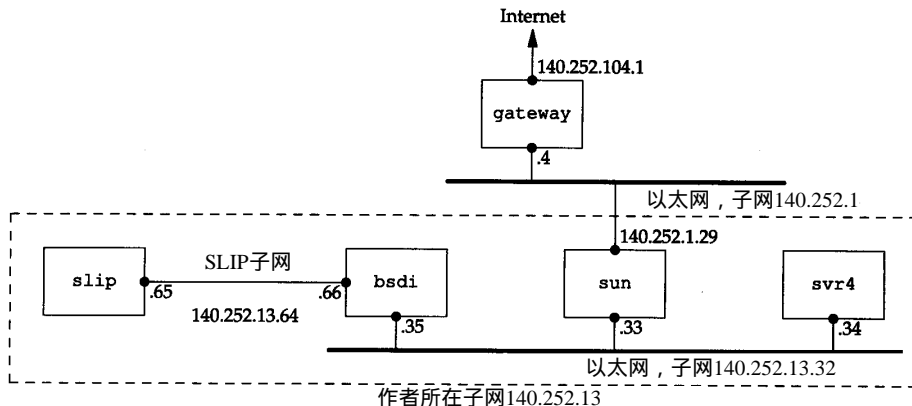 Internet
140.252.104.1
gateway
.4
以太网，子网140.252.1
140.252.1.29
slip
SLIP子网
bsdi
sun
svr4
.65
.66
140.252.13.64
.35
.33
.34
以太网，子网140.252.13.32
作者所在子网140.252.13